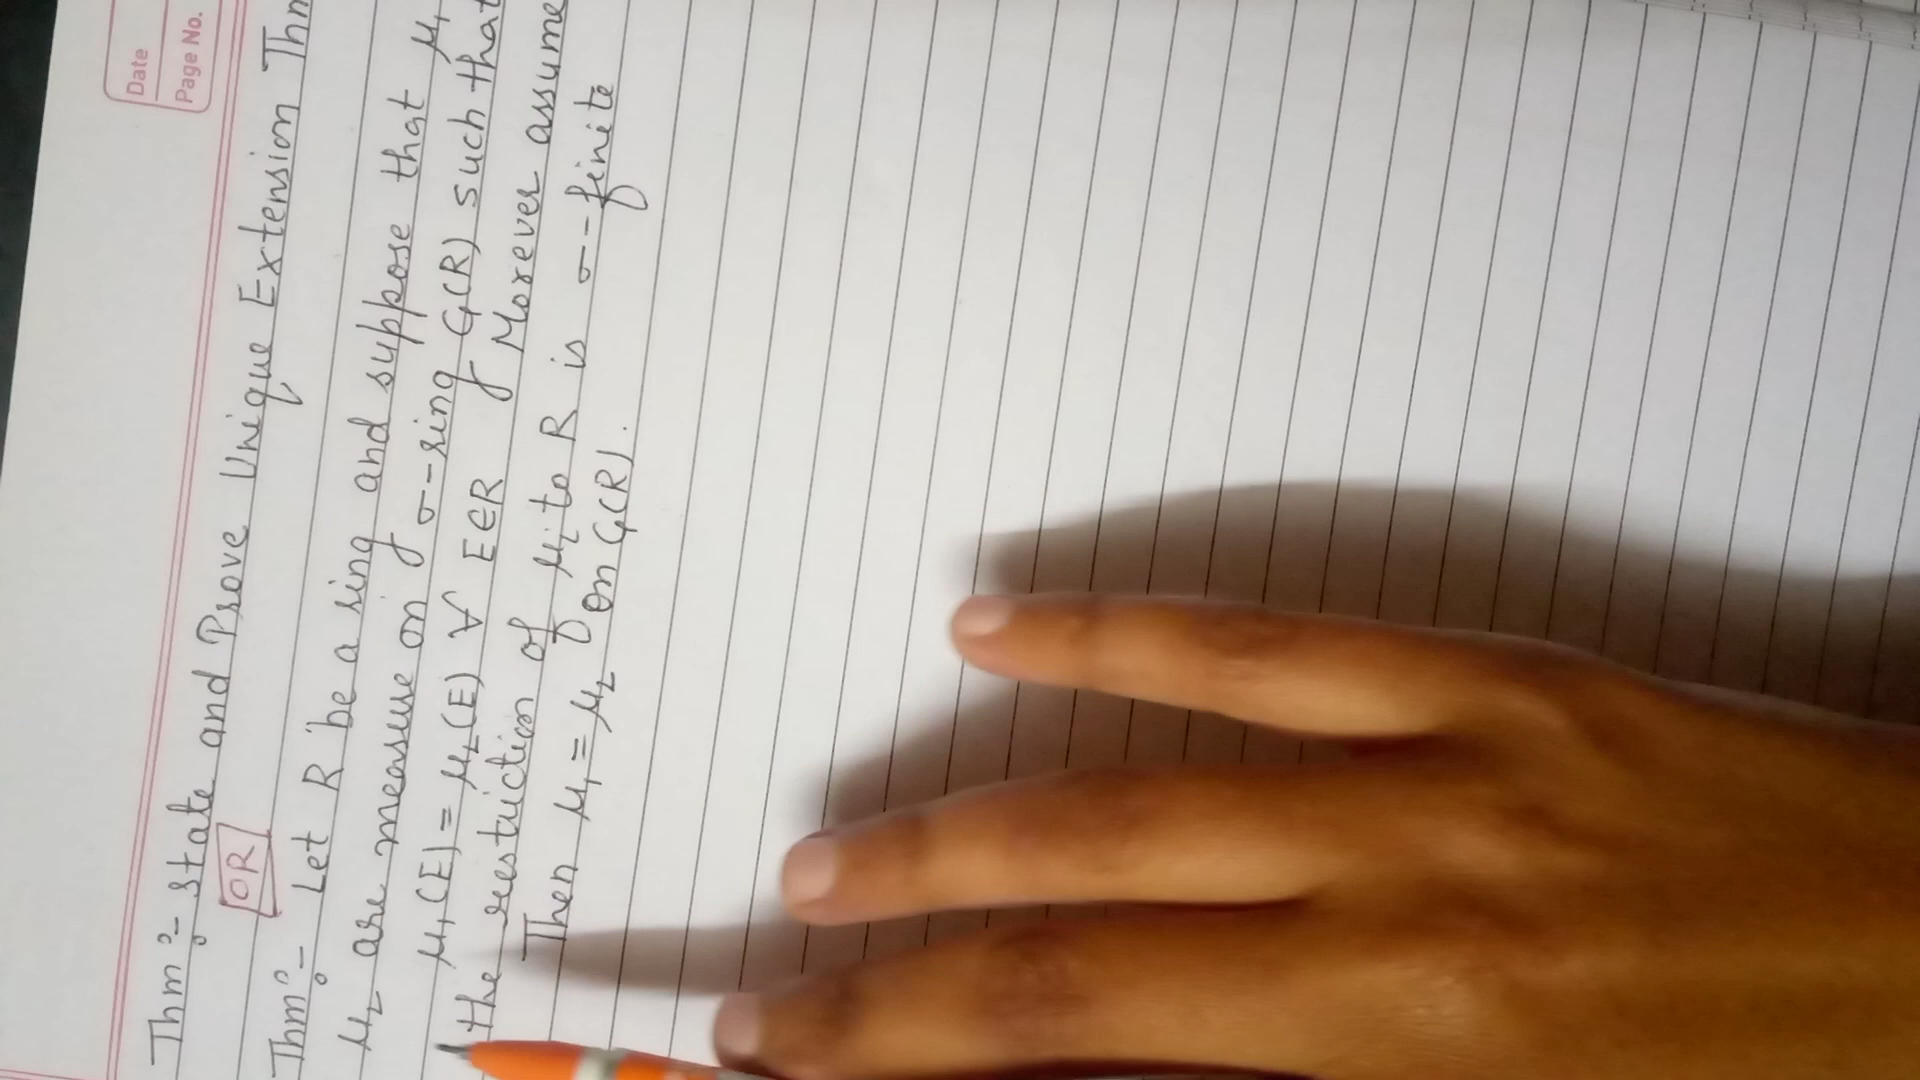 Date
Page No.
Thm:- State and Prove Unique Extension Thm
OR
Thm:- Let R be a ring and suppose that μ1
μ2 are measure on σ-ring G(R) such that
μ1(E) = μ2(E) ∀ E∈R Morever assume
the restriction of μ2 to R is σ-finite
Then μ1 = μ2 on G(R).